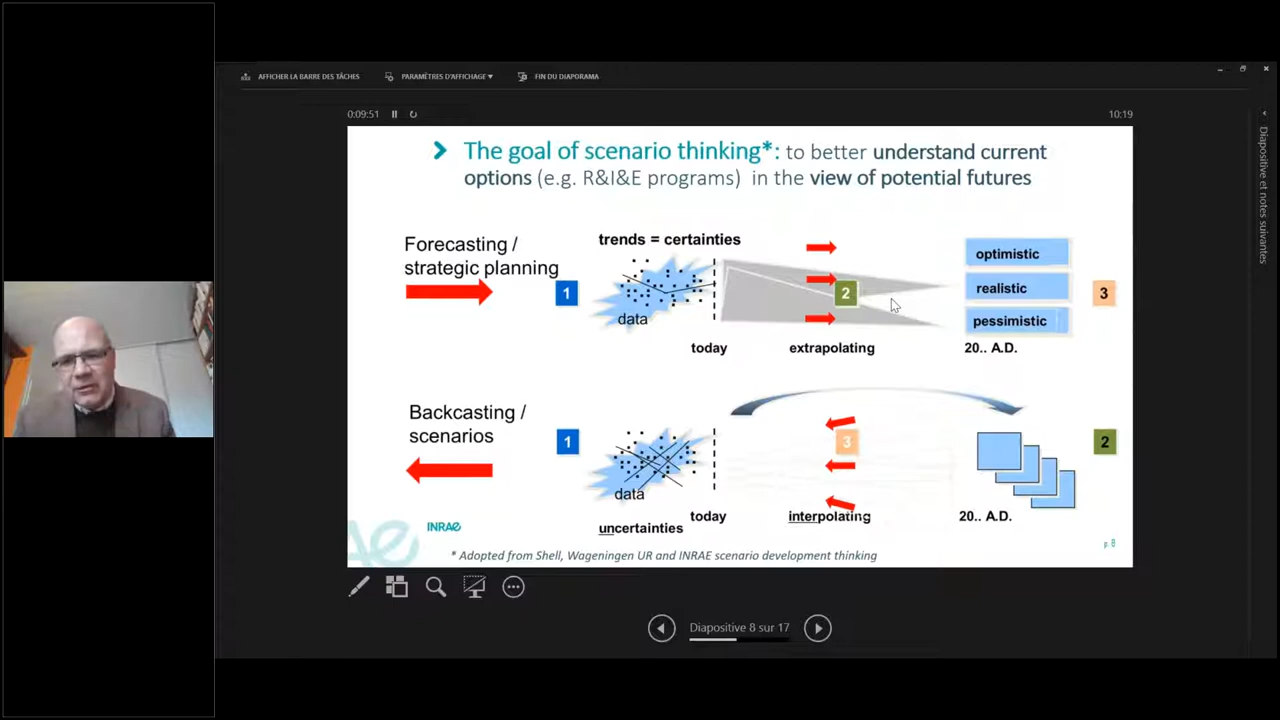 AFFICHER LA BARRE DES TÂCHES
PARAMÈTRES D'AFFICHAGE ▾
FIN DU DIAPORAMA
0:09:51
10:19
Diapositive et notes suivantes
The goal of scenario thinking*: to better understand current
options (e.g. R&I&E programs) in the view of potential futures
Forecasting /
strategic planning
trends = certainties
1
data
today
2
extrapolating
optimistic
realistic
pessimistic
3
20.. A.D.
Backcasting /
scenarios
1
data
uncertainties
today
3
interpolating
2
20.. A.D.
INRAE
* Adopted from Shell, Wageningen UR and INRAE scenario development thinking
p. 8
Diapositive 8 sur 17